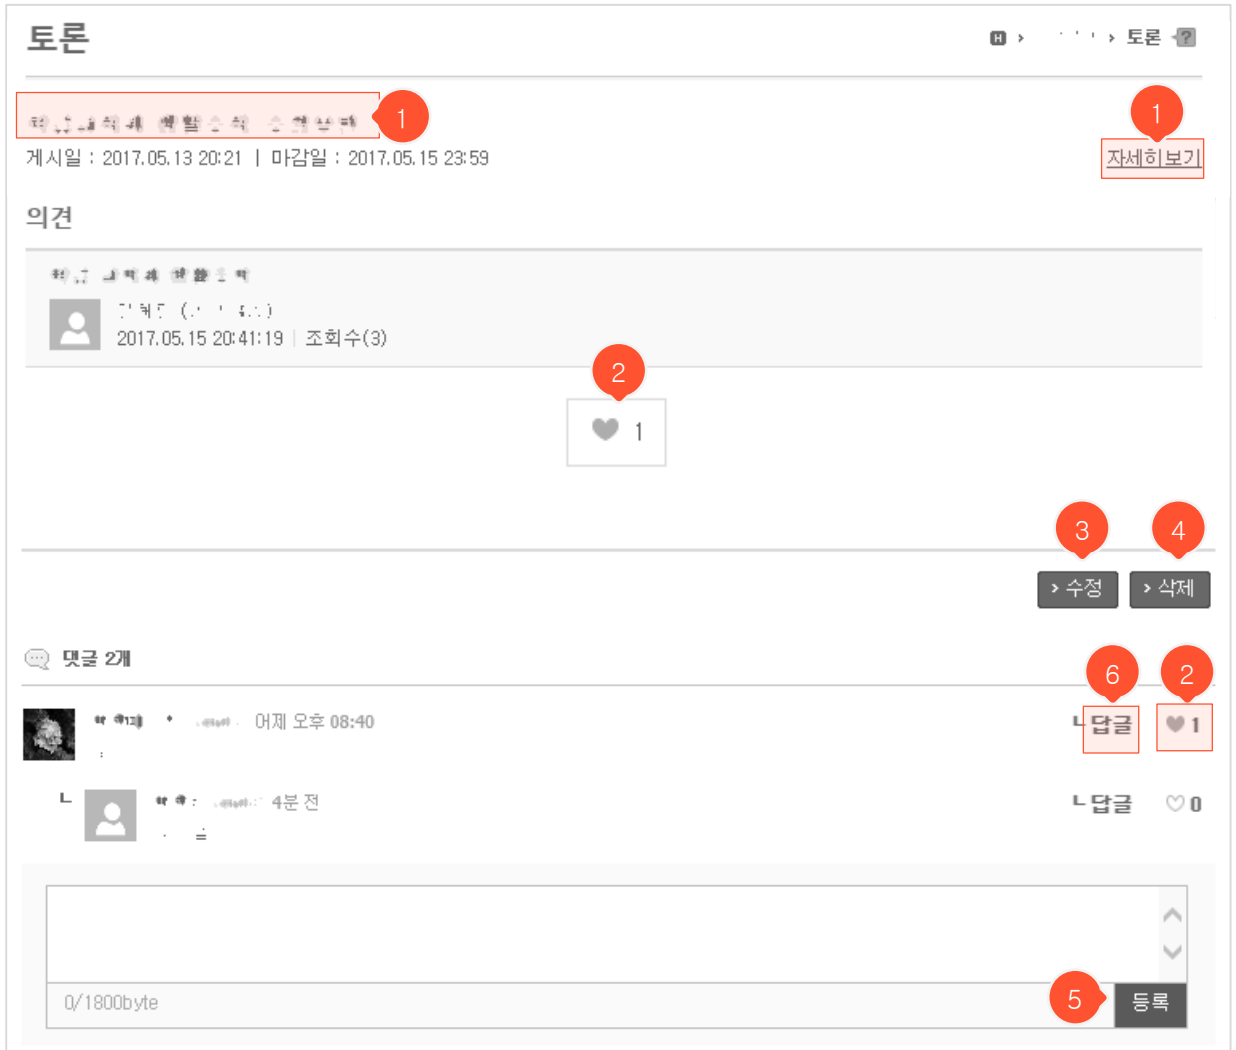 토론
H > > 토론 ?
1
1
게시일 : 2017.05.13 20:21 | 마감일 : 2017.05.15 23:59
자세히보기
의견
2017.05.15 20:41:19 | 조회수(3)
2
1
3
4
> 수정
> 삭제
댓글 2개
6
2
어제 오후 08:40
ㄴ답글
1
ㄴ
4분 전
ㄴ답글
0
0/1800byte
5
등록